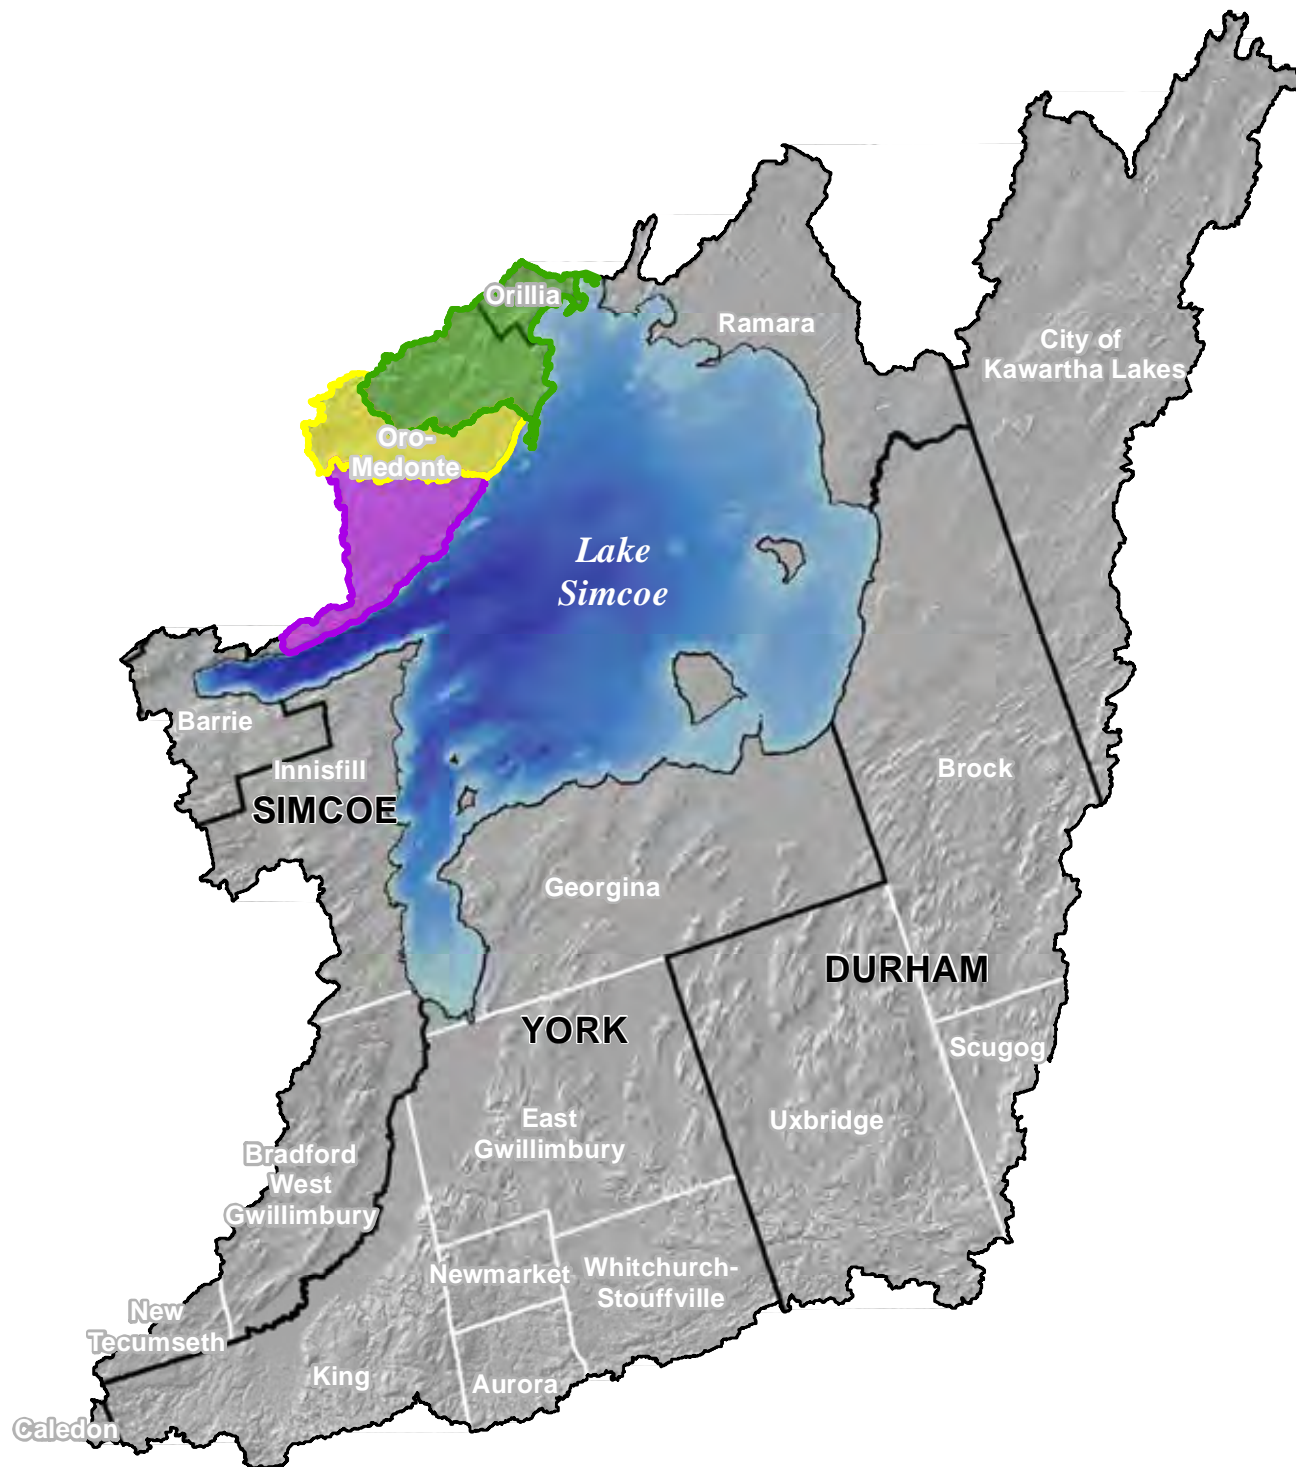 Orillia
Ramara
City of
Kawartha Lakes
Oro-
Medonte
Lake
Simcoe
Barrie
Innisfill
SIMCOE
Brock
Georgina
DURHAM
YORK
Scugog
East
Gwillimbury
Uxbridge
Bradford
West
Gwillimbury
Newmarket
Whitchurch-
Stouffville
New
Tecumseth
King
Aurora
Caledon